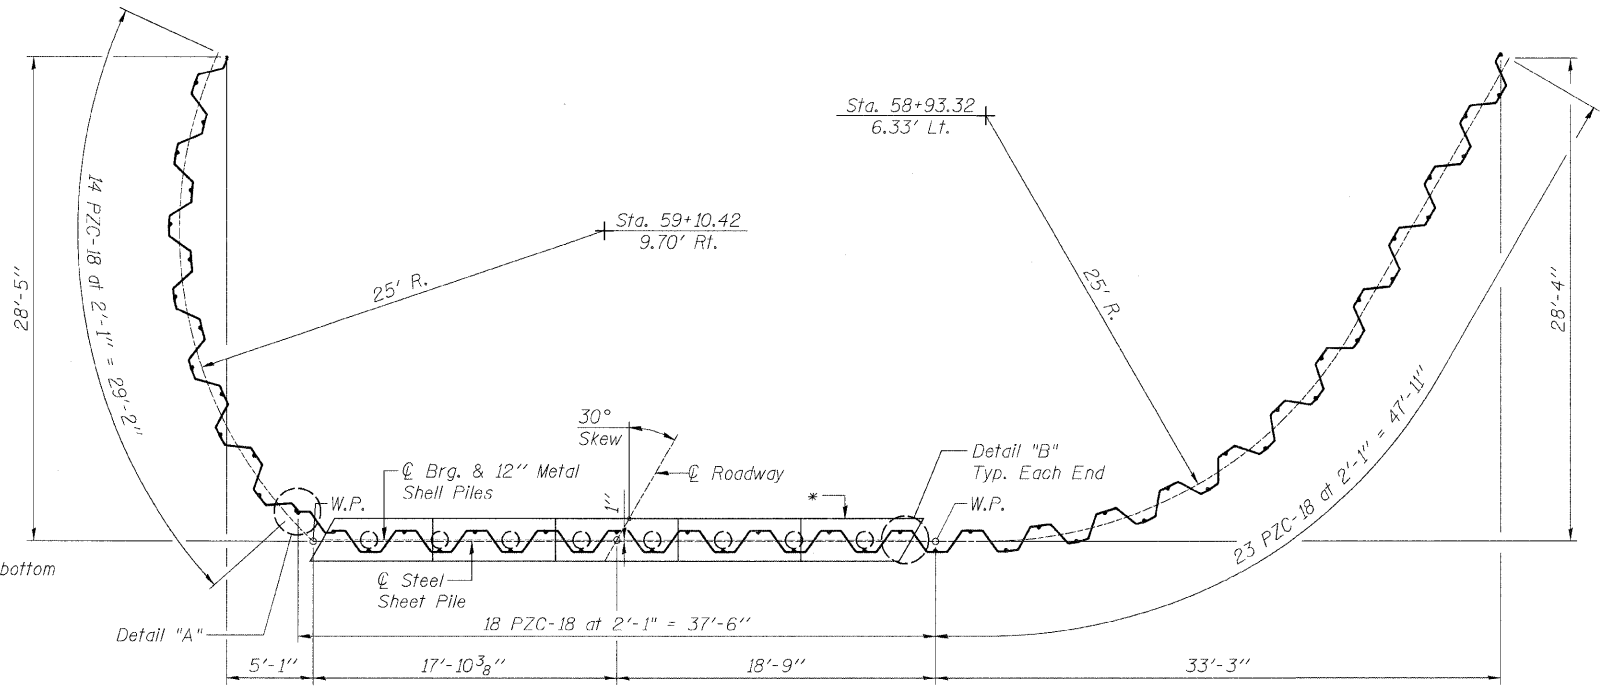 Sta. 58+93.32
6.33' Lt.
Sta. 59+10.42
9.70' Rt.
25' R.
25' R.
28'-5"
28'-4"
14 PZC-18 at 2'-1" = 29'-2"
30°
Skew
℄ Roadway
℄ Brg. & 12" Metal
Shell Piles
W.P.
1"
*
Detail "B"
Typ. Each End
W.P.
23 PZC-18 at 2'-1" = 47'-11"
bottom
℄ Steel
Sheet Pile
Detail "A"
18 PZC-18 at 2'-1" = 37'-6"
5'-1"
17'-10 3/8"
18'-9"
33'-3"